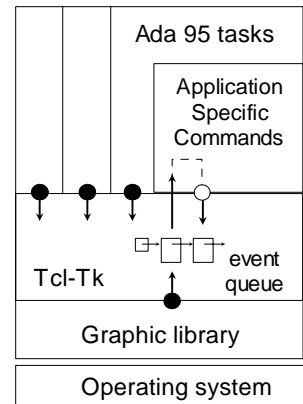 Ada 95 tasks
Application
Specific
Commands
Tcl-Tk
event
queue
Graphic library
Operating system